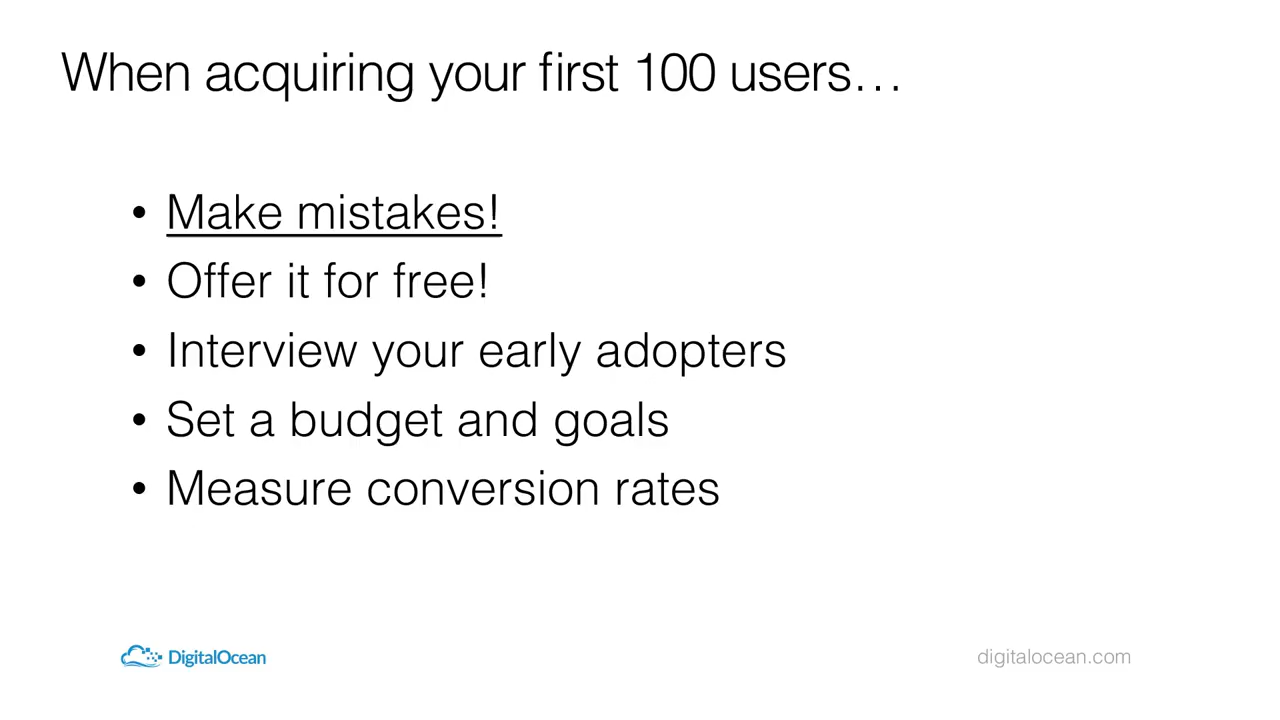 When acquiring your first 100 users…
• Make mistakes!
• Offer it for free!
• Interview your early adopters
• Set a budget and goals
• Measure conversion rates
DigitalOcean
digitalocean.com